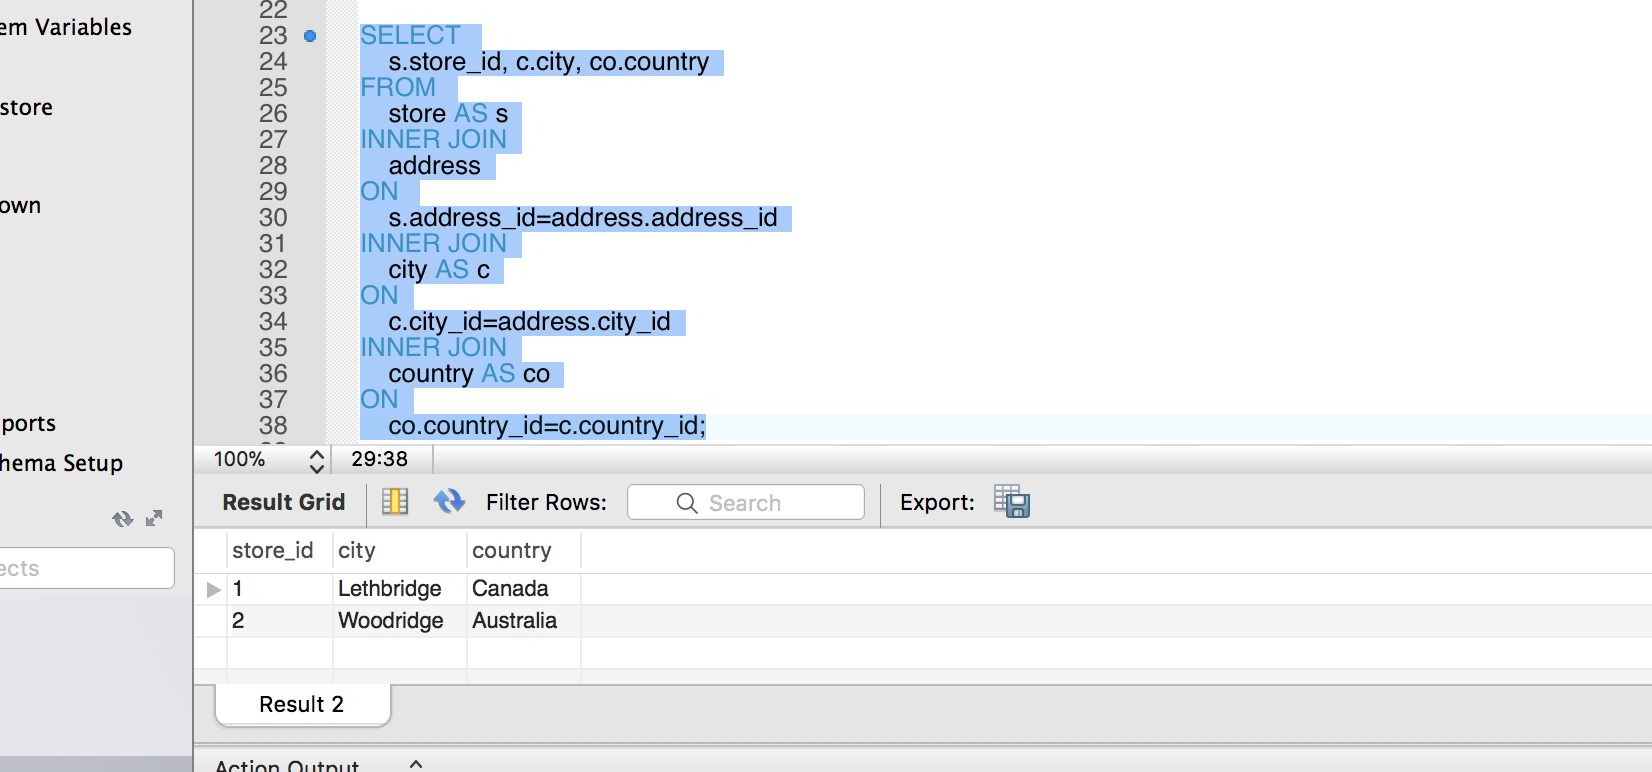 em Variables
store
own
ports
hema Setup
ects
22
23 SELECT
24 s.store_id, c.city, co.country
25 FROM
26 store AS s
27 INNER JOIN
28 address
29 ON
30 s.address_id=address.address_id
31 INNER JOIN
32 city AS c
33 ON
34 c.city_id=address.city_id
35 INNER JOIN
36 country AS co
37 ON
38 co.country_id=c.country_id;
100% 29:38
Result Grid Filter Rows: Search Export:
store_id city country
1 Lethbridge Canada
2 Woodridge Australia
Result 2
Action Output